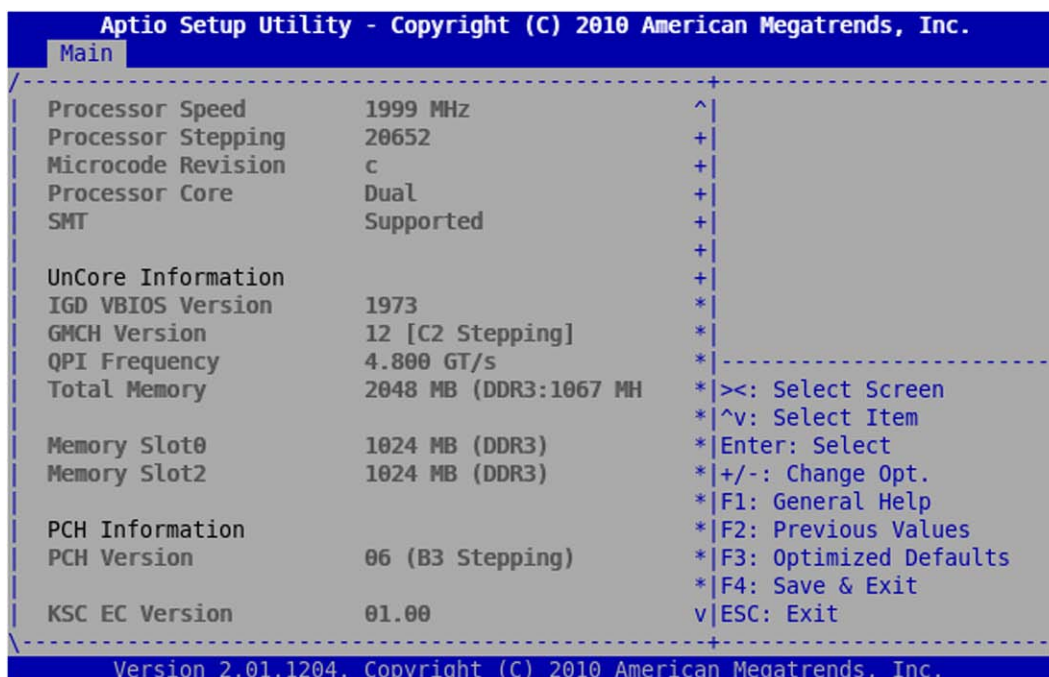 Aptio Setup Utility - Copyright (C) 2010 American Megatrends, Inc.
Main
Processor Speed 1999 MHz
Processor Stepping 20652
Microcode Revision c
Processor Core Dual
SMT Supported
UnCore Information
IGD VBIOS Version 1973
GMCH Version 12 [C2 Stepping]
QPI Frequency 4.800 GT/s
Total Memory 2048 MB (DDR3:1067 MH
Memory Slot0 1024 MB (DDR3)
Memory Slot2 1024 MB (DDR3)
PCH Information
PCH Version 06 (B3 Stepping)
KSC EC Version 01.00
><: Select Screen
^v: Select Item
Enter: Select
+/-: Change Opt.
F1: General Help
F2: Previous Values
F3: Optimized Defaults
F4: Save & Exit
ESC: Exit
Version 2.01.1204. Copyright (C) 2010 American Megatrends, Inc.